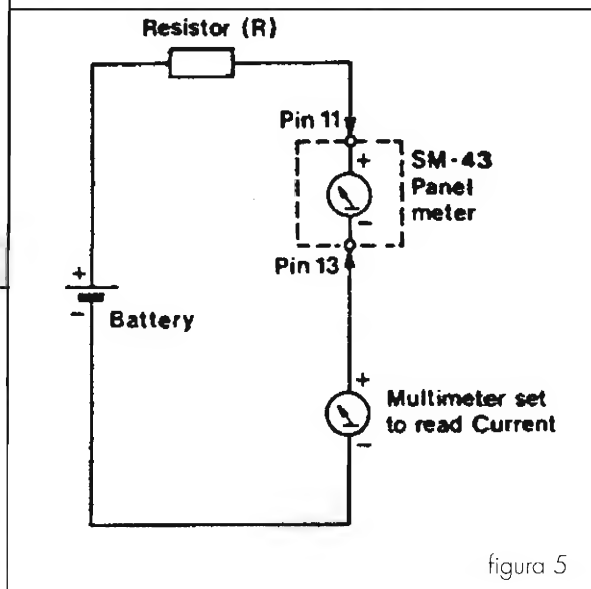 Resistor (R)
Pin 11
+
SM-43
Panel
meter
-
Pin 13
+
-
Battery
+
Multimeter set
to read Current
-
figura 5